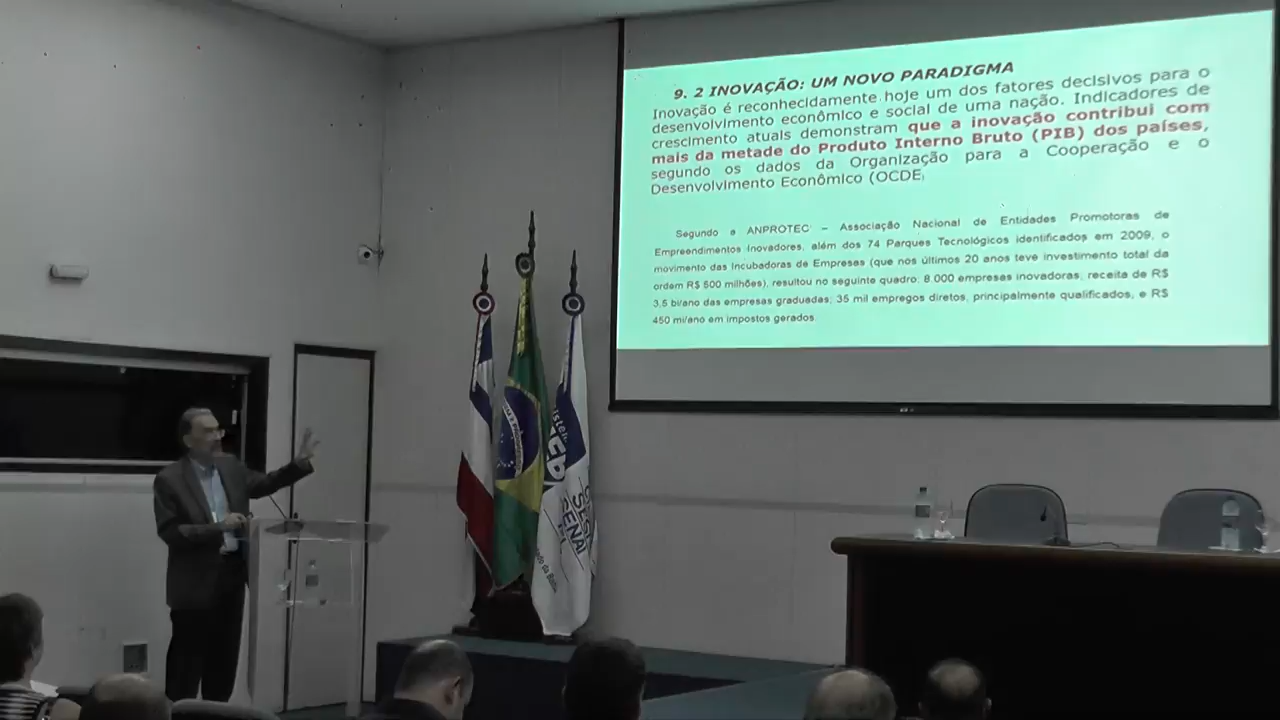 9. 2 INOVAÇÃO: UM NOVO PARADIGMA
Inovação é reconhecidamente hoje um dos fatores decisivos para o
desenvolvimento econômico e social de uma nação. Indicadores de
crescimento atuais demonstram que a inovação contribui com
mais da metade do Produto Interno Bruto (PIB) dos países,
segundo os dados da Organização para a Cooperação e o
Desenvolvimento Econômico (OCDE
Segundo a ANPROTEC – Associação Nacional de Entidades Promotoras de
Empreendimentos Inovadores, além dos 74 Parques Tecnológicos identificados em 2009, o
movimento das Incubadoras de Empresas (que nos últimos 20 anos teve investimento total da
ordem R$ 500 milhões), resultou no seguinte quadro: 8.000 empresas inovadoras, receita de R$
3,5 bi/ano das empresas graduadas; 35 mil empregos diretos, principalmente qualificados, e R$
450 mi/ano em impostos gerados
SESI
SENAI